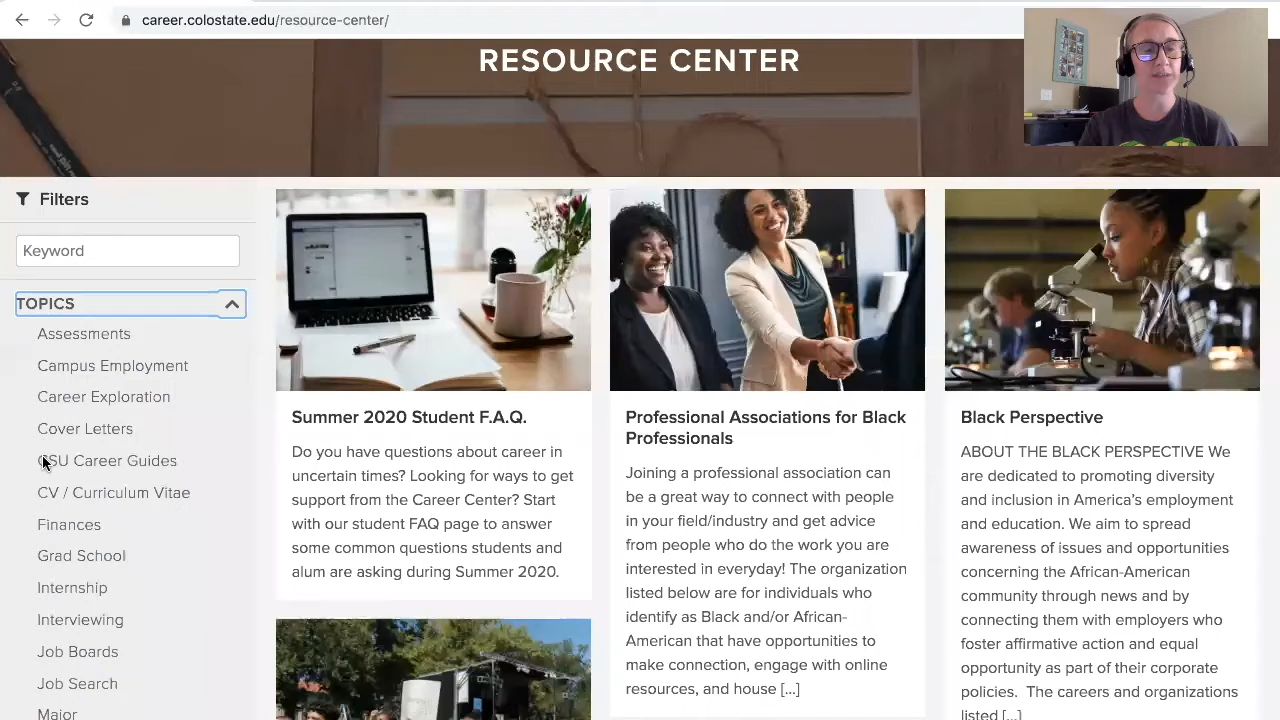 career.colostate.edu/resource-center/
RESOURCE CENTER
Filters
Keyword
TOPICS
Assessments
Campus Employment
Career Exploration
Cover Letters
CSU Career Guides
CV / Curriculum Vitae
Finances
Grad School
Internship
Interviewing
Job Boards
Job Search
Major
Summer 2020 Student F.A.Q.
Do you have questions about career in
uncertain times? Looking for ways to get
support from the Career Center? Start
with our student FAQ page to answer
some common questions students and
alum are asking during Summer 2020.
Professional Associations for Black
Professionals
Joining a professional association can
be a great way to connect with people
in your field/industry and get advice
from people who do the work you are
interested in everyday! The organization
listed below are for individuals who
identify as Black and/or African-
American that have opportunities to
make connection, engage with online
resources, and house [...]
Black Perspective
ABOUT THE BLACK PERSPECTIVE We
are dedicated to promoting diversity
and inclusion in America's employment
and education. We aim to spread
awareness of issues and opportunities
concerning the African-American
community through news and by
connecting them with employers who
foster affirmative action and equal
opportunity as part of their corporate
policies. The careers and organizations
listed [...]